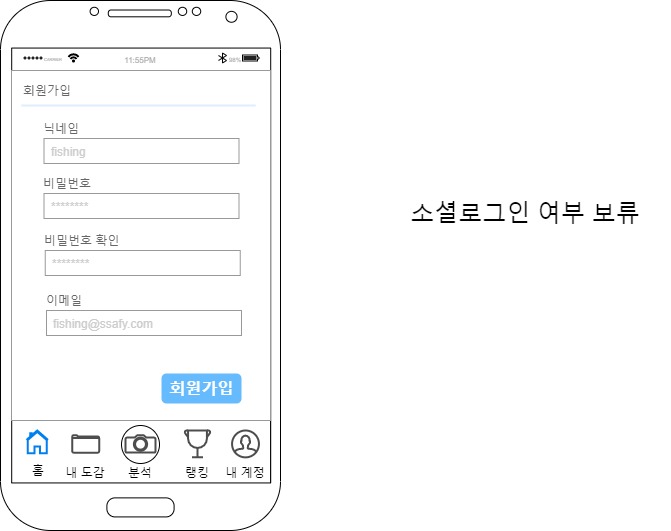 11:55PM 98%
회원가입
닉네임
fishing
비밀번호
********
소셜로그인 여부 보류
비밀번호 확인
********
이메일
fishing@ssafy.com
회원가입
홈 내 도감 분석 랭킹 내 계정